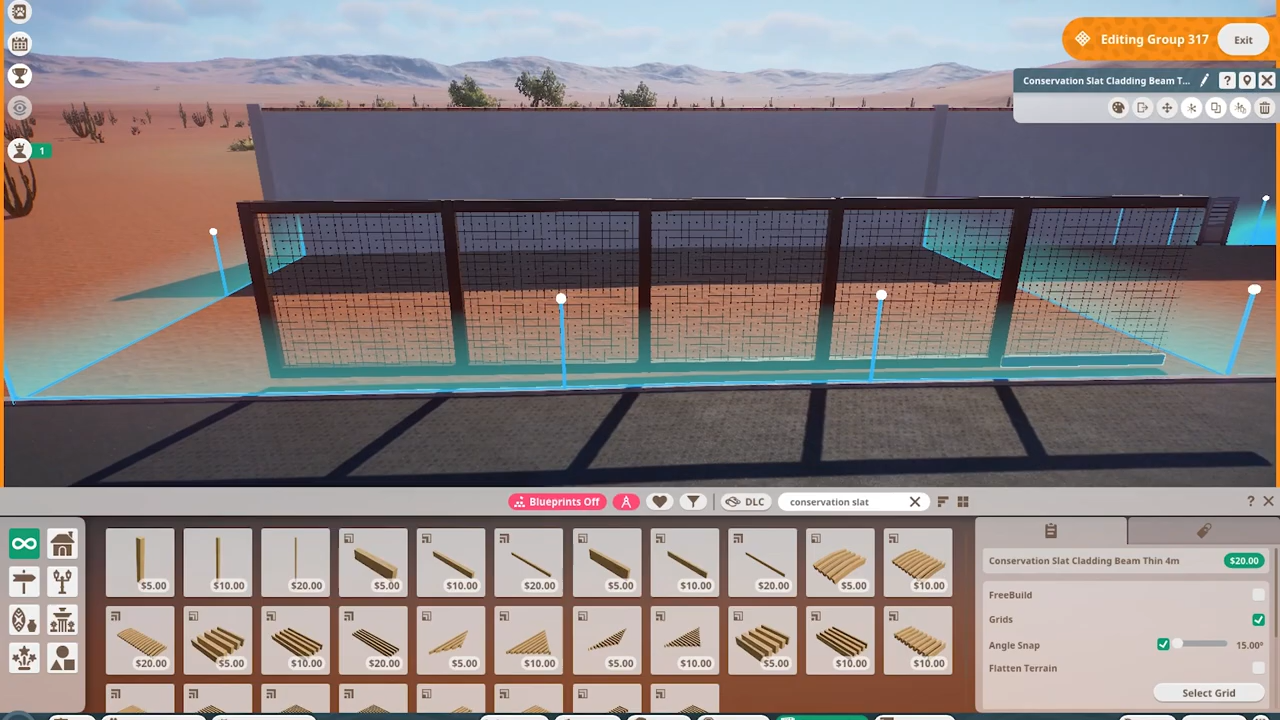 Editing Group 317
Exit
Conservation Slat Cladding Beam T...
?
1
Blueprints Off
DLC
conservation slat
?
$5.00
$10.00
$20.00
$5.00
$10.00
$20.00
$5.00
$10.00
$20.00
$5.00
$10.00
$20.00
$5.00
$10.00
$20.00
$5.00
$10.00
$5.00
$10.00
$5.00
$10.00
$10.00
Conservation Slat Cladding Beam Thin 4m
$20.00
FreeBuild
Grids
Angle Snap
15.00°
Flatten Terrain
Select Grid